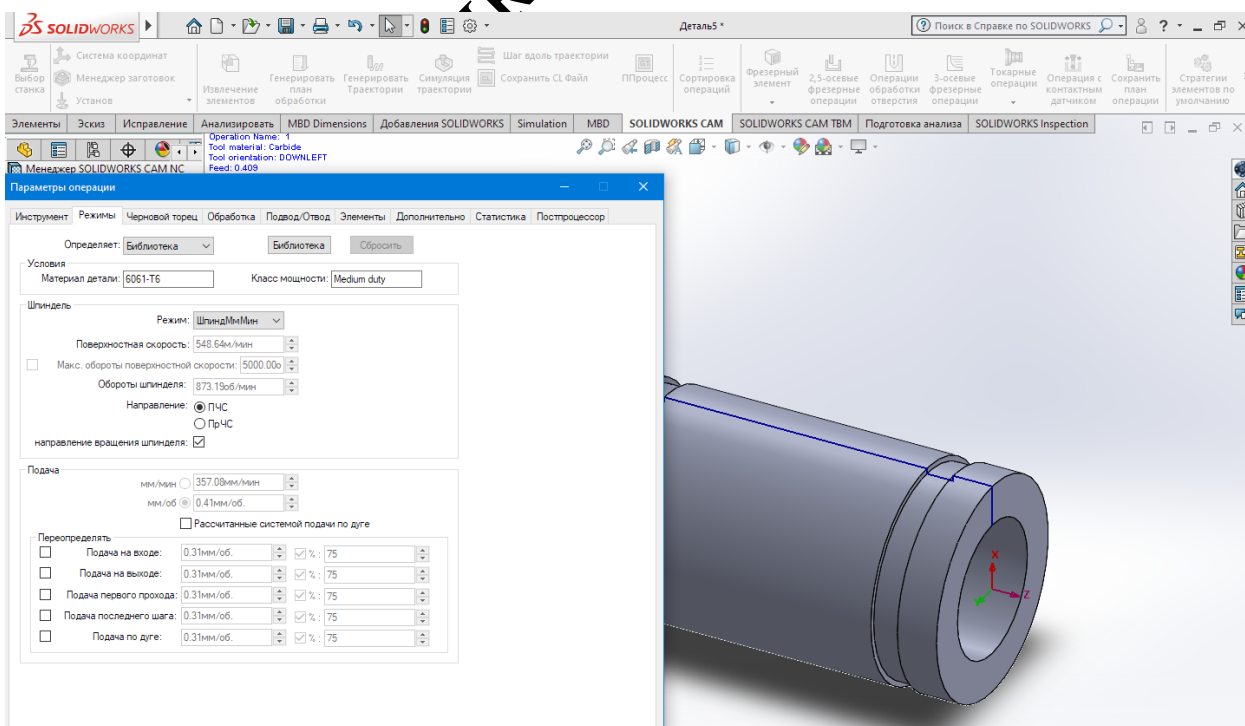 SOLIDWORKS
Деталь5 *
Поиск в Справке по SOLIDWORKS
Выбор станка
Система координат
Менеджер заготовок
Установ
Извлечение элементов
Генерировать план обработки
Генерировать Траектории
Симуляция траектории
Шаг вдоль траектории
Сохранить CL Файл
ППроцесс
Сортировка операций
Фрезерный элемент
2,5-осевые фрезерные операции
Операции обработки отверстия
3-осевые фрезерные операции
Токарные операции
Операция с контактным датчиком
Сохранить план операции
Стратегии элементов по умолчанию
Элементы Эскиз Исправление Анализировать MBD Dimensions Добавления SOLIDWORKS Simulation MBD SOLIDWORKS CAM SOLIDWORKS CAM TBM Подготовка анализа SOLIDWORKS Inspection
Operation Name: 1
Tool material: Carbide
Tool orientation: DOWNLEFT
Feed: 0.409
Менеджер SOLIDWORKS CAM NC
Параметры операции
Инструмент Режимы Черновой торец Обработка Подвод/Отвод Элементы Дополнительно Статистика Постпроцессор
Определяет: Библиотека Библиотека Сбросить
Условия
Материал детали: 6061-T6 Класс мощности: Medium duty
Шпиндель
Режим: ШпиндМмМин
Поверхностная скорость: 548.64м/мин
Макс. обороты поверхностной скорости: 5000.00о
Обороты шпинделя: 873.19об/мин
Направление: ПЧС
ПрЧС
направление вращения шпинделя:
Подача
мм/мин 357.08мм/мин
мм/об 0.41мм/об.
Рассчитанные системой подачи по дуге
Переопределять
Подача на входе: 0.31мм/об. % : 75
Подача на выходе: 0.31мм/об. % : 75
Подача первого прохода: 0.31мм/об. % : 75
Подача последнего шага: 0.31мм/об. % : 75
Подача по дуге: 0.31мм/об. % : 75
X
Y
Z